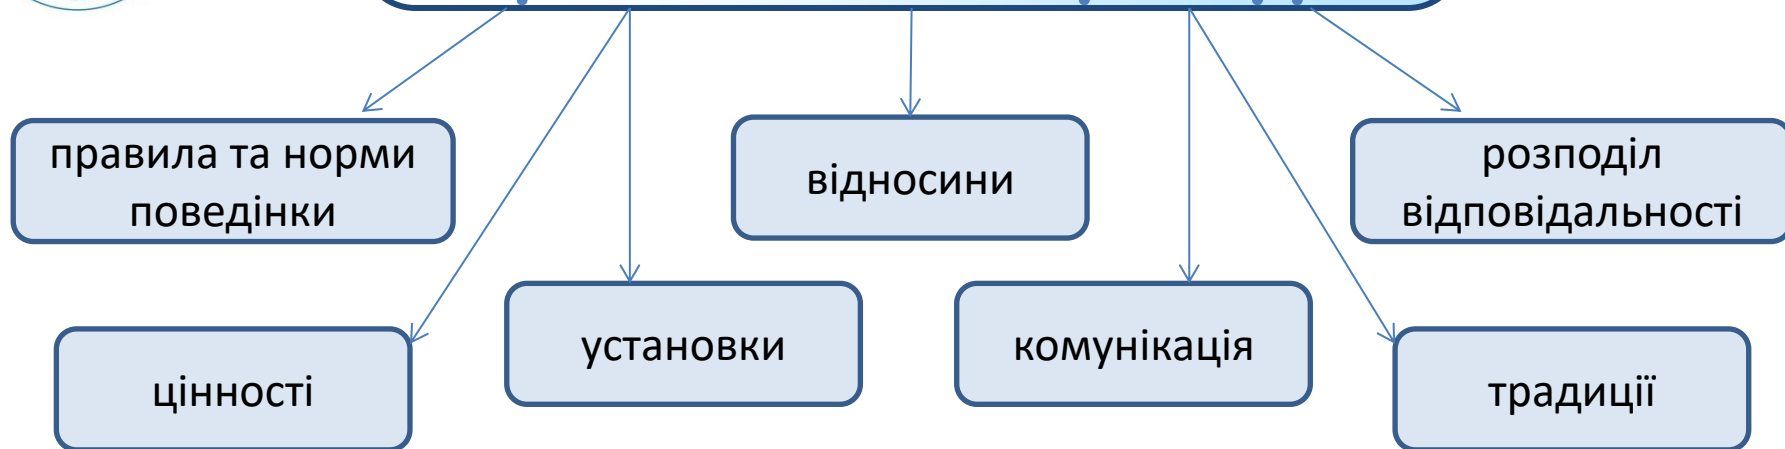 правила та норми
поведінки
відносини
розподіл
відповідальності
цінності
установки
комунікація
традиції